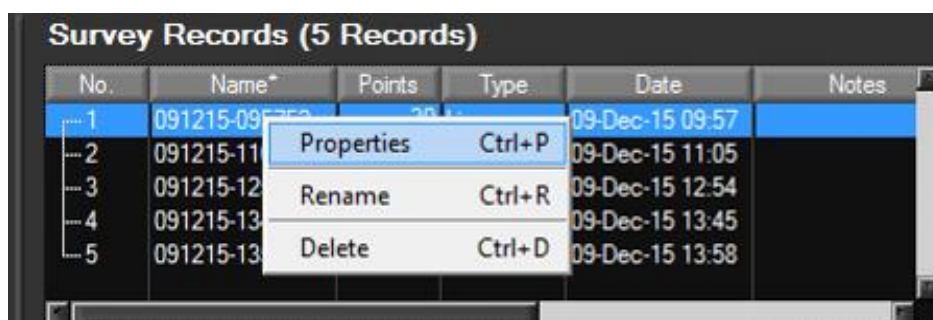 Survey Records (5 Records)
No. Name* Points Type Date Notes
1 091215-095752 20 09-Dec-15 09:57
2 091215-11 09-Dec-15 11:05
3 091215-12 09-Dec-15 12:54
4 091215-13 09-Dec-15 13:45
5 091215-13 09-Dec-15 13:58
Properties Ctrl+P
Rename Ctrl+R
Delete Ctrl+D